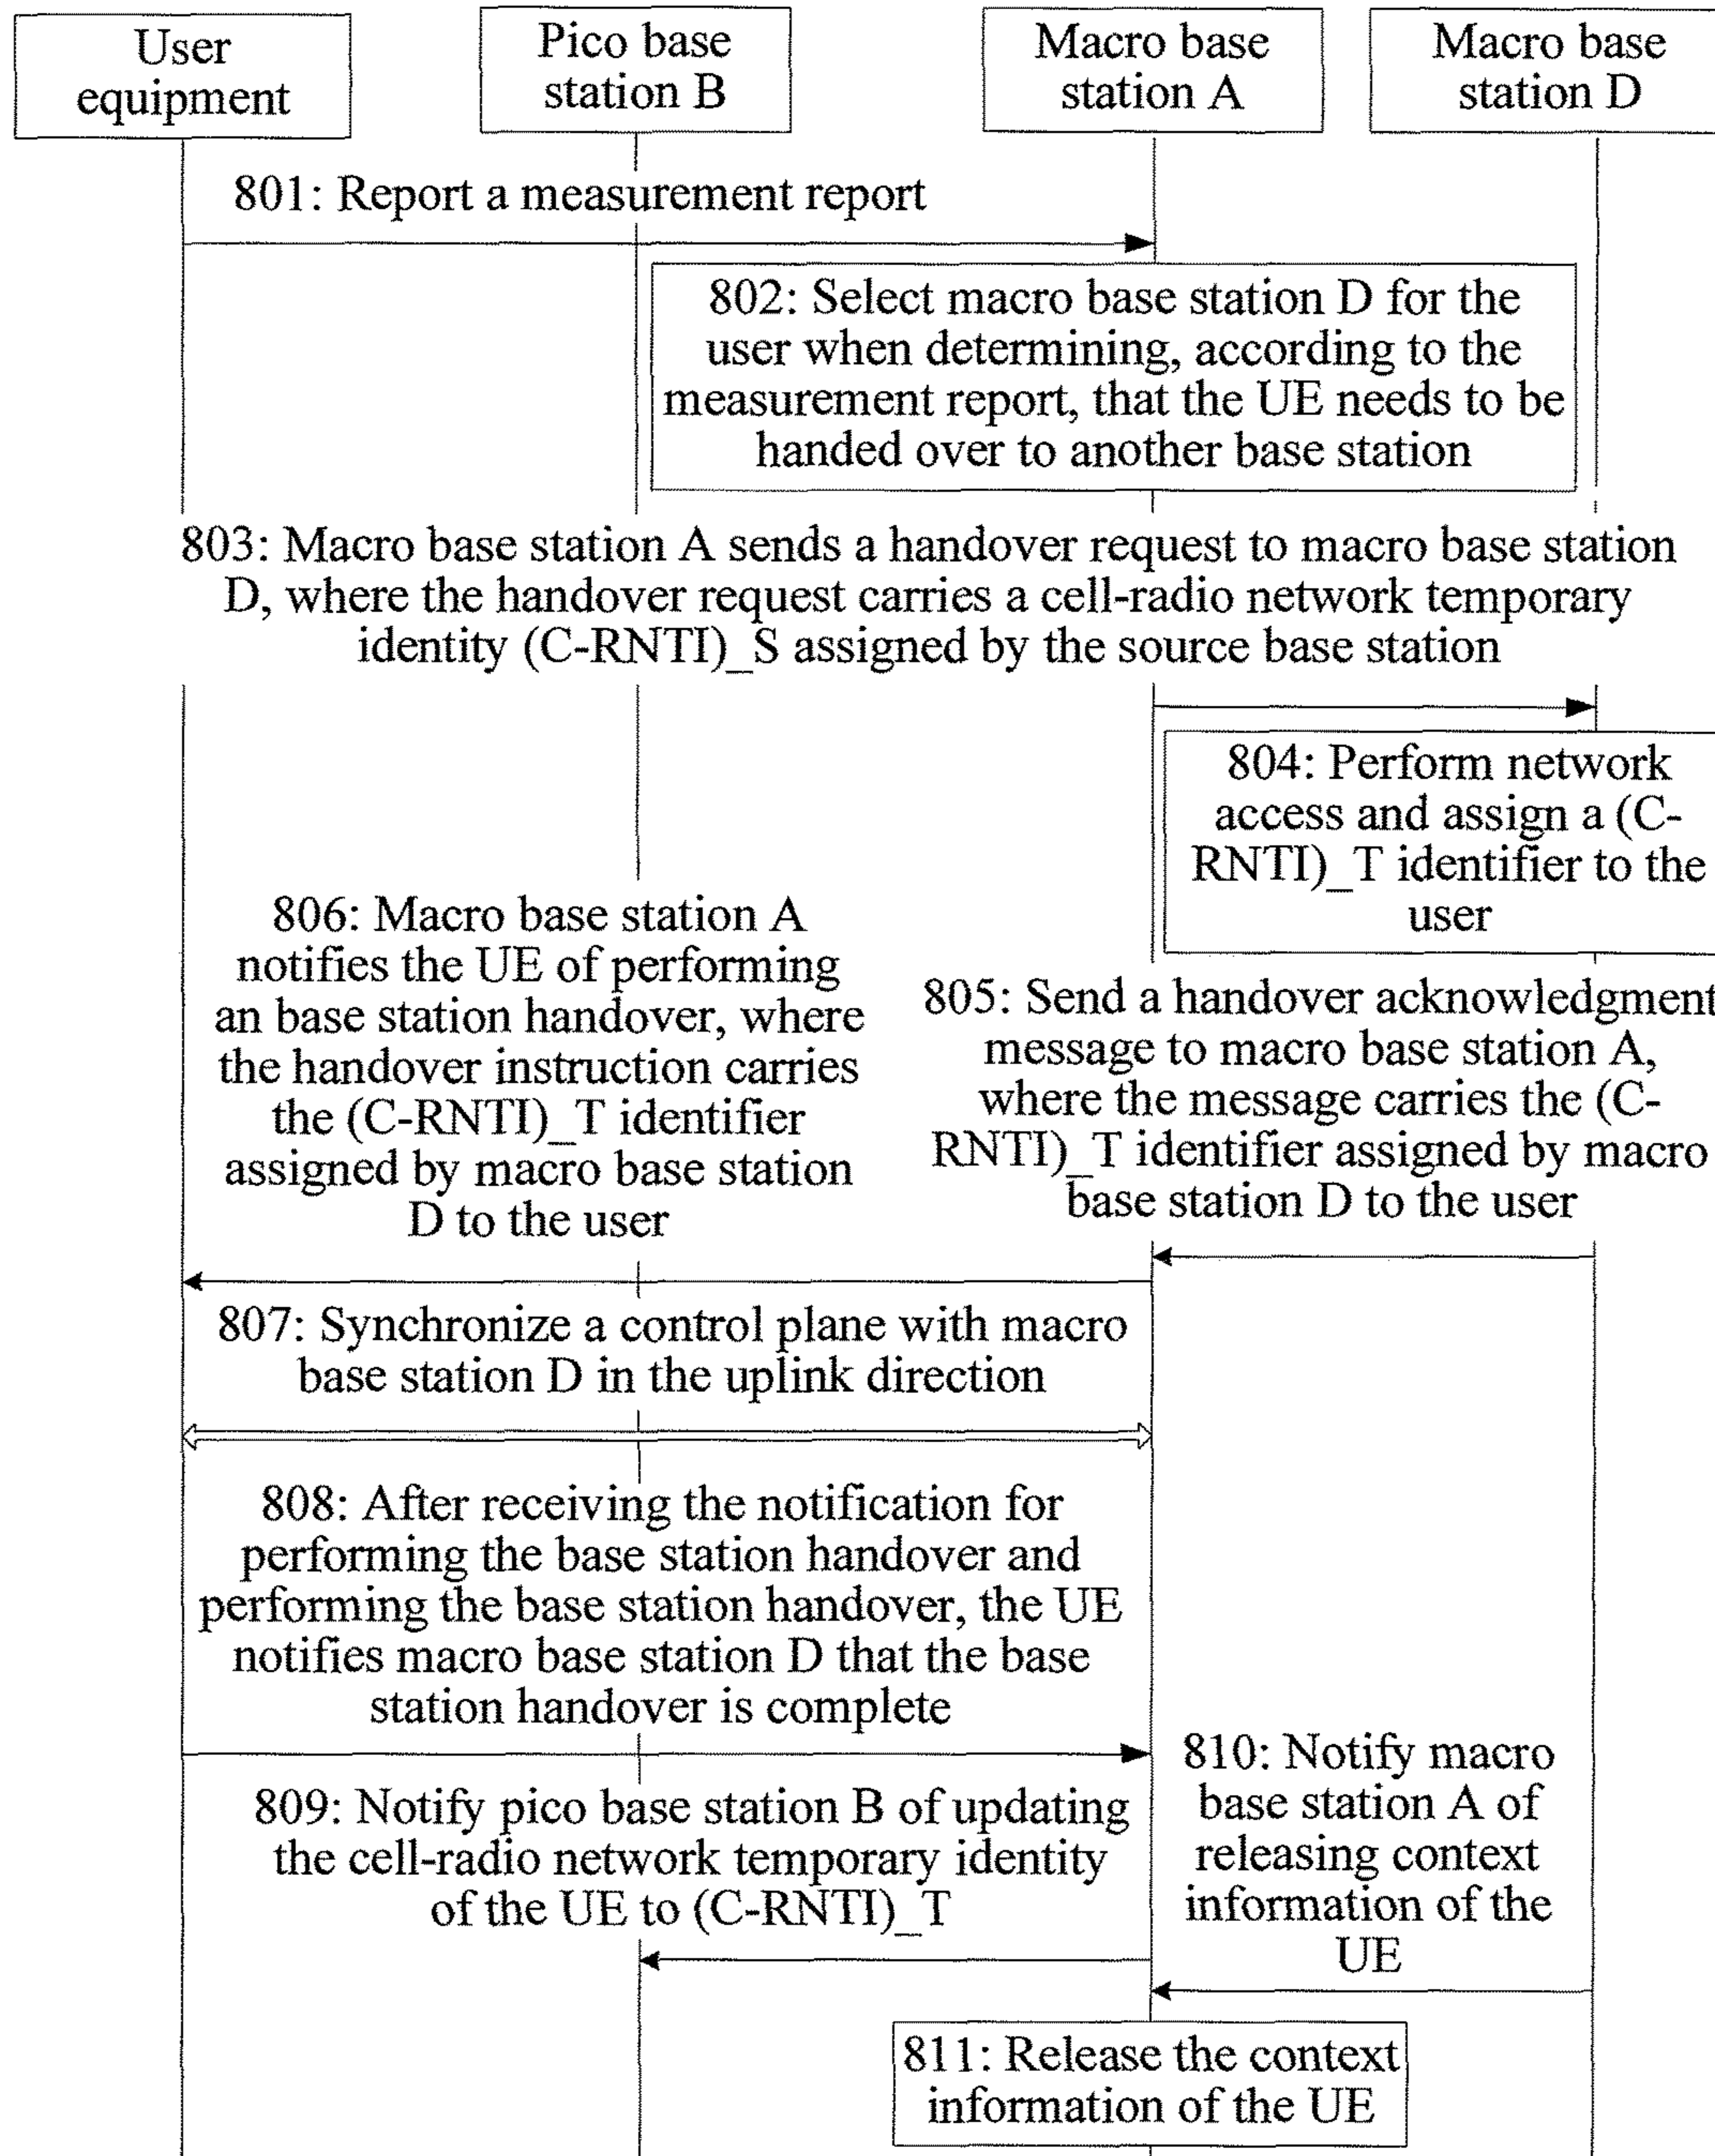 User
equipment
Pico base
station B
Macro base
station A
Macro base
station D
801: Report a measurement report
802: Select macro base station D for the
user when determining, according to the
measurement report, that the UE needs to be
handed over to another base station
803: Macro base station A sends a handover request to macro base station
D, where the handover request carries a cell-radio network temporary
identity (C-RNTI)_S assigned by the source base station
804: Perform network
access and assign a (C-
RNTI)_T identifier to the
user
805: Send a handover acknowledgment
message to macro base station A,
where the message carries the (C-
RNTI)_T identifier assigned by macro
base station D to the user
806: Macro base station A
notifies the UE of performing
an base station handover, where
the handover instruction carries
the (C-RNTI)_T identifier
assigned by macro base station
D to the user
807: Synchronize a control plane with macro
base station D in the uplink direction
808: After receiving the notification for
performing the base station handover and
performing the base station handover, the UE
notifies macro base station D that the base
station handover is complete
809: Notify pico base station B of updating
the cell-radio network temporary identity
of the UE to (C-RNTI)_T
810: Notify macro
base station A of
releasing context
information of the
UE
811: Release the context
information of the UE